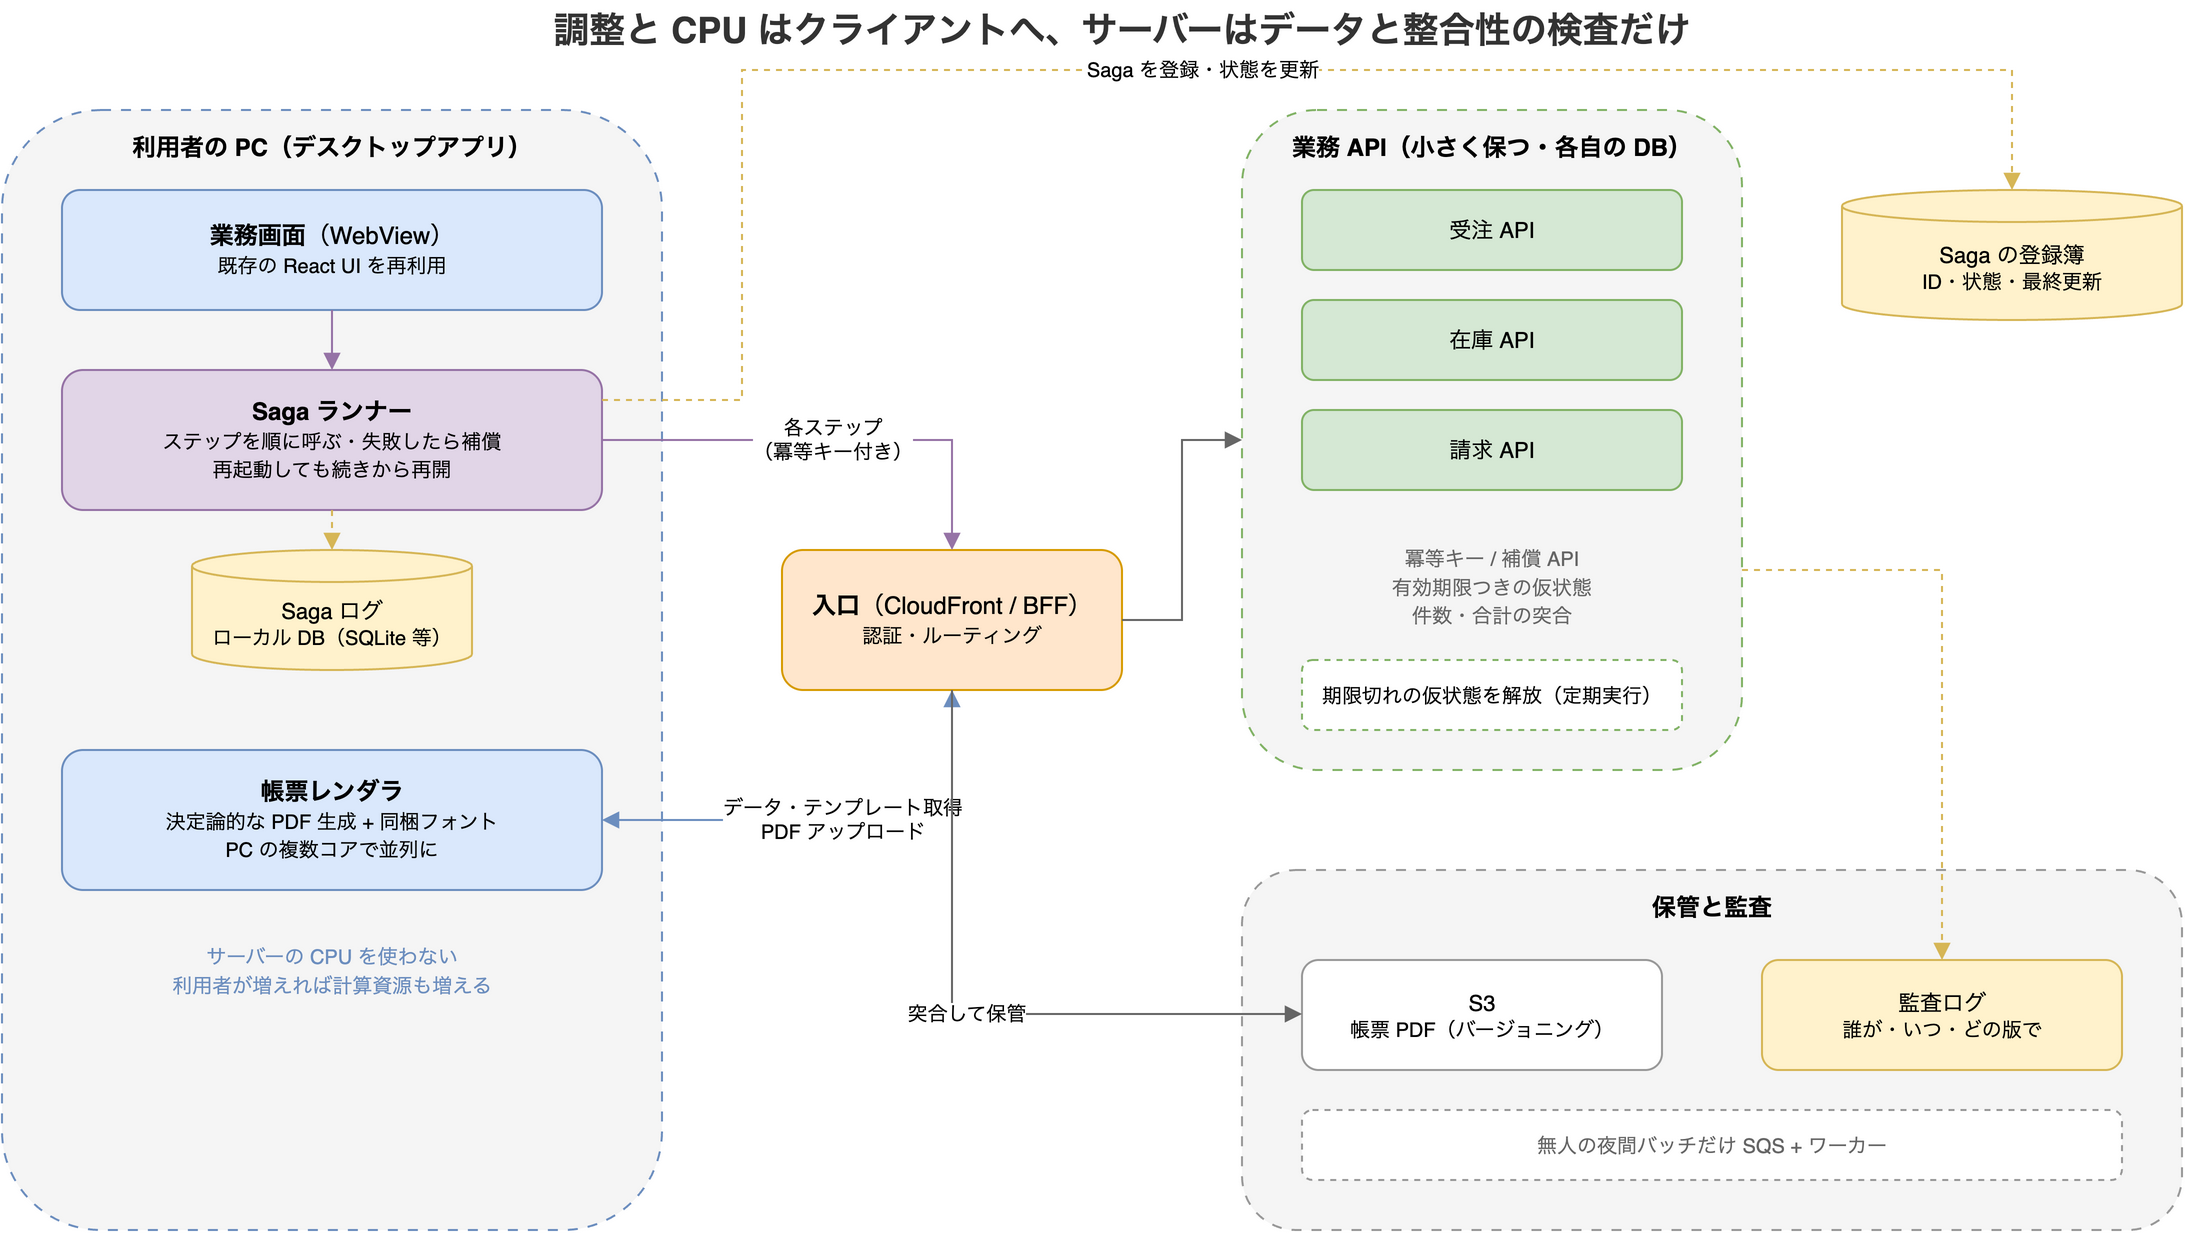 調整と CPU はクライアントへ、サーバーはデータと整合性の検査だけ
Saga を登録・状態を更新
利用者の PC（デスクトップアプリ）
業務画面（WebView）
既存の React UI を再利用
Saga ランナー
ステップを順に呼ぶ・失敗したら補償
再起動しても続きから再開
Saga ログ
ローカル DB（SQLite 等）
帳票レンダラ
決定論的な PDF 生成 + 同梱フォント
PC の複数コアで並列に
サーバーの CPU を使わない
利用者が増えれば計算資源も増える
各ステップ
（冪等キー付き）
入口（CloudFront / BFF）
認証・ルーティング
データ・テンプレート取得
PDF アップロード
突合して保管
業務 API（小さく保つ・各自の DB）
受注 API
在庫 API
請求 API
冪等キー / 補償 API
有効期限つきの仮状態
件数・合計の突合
期限切れの仮状態を解放（定期実行）
Saga の登録簿
ID・状態・最終更新
保管と監査
S3
帳票 PDF（バージョニング）
監査ログ
誰が・いつ・どの版で
無人の夜間バッチだけ SQS + ワーカー